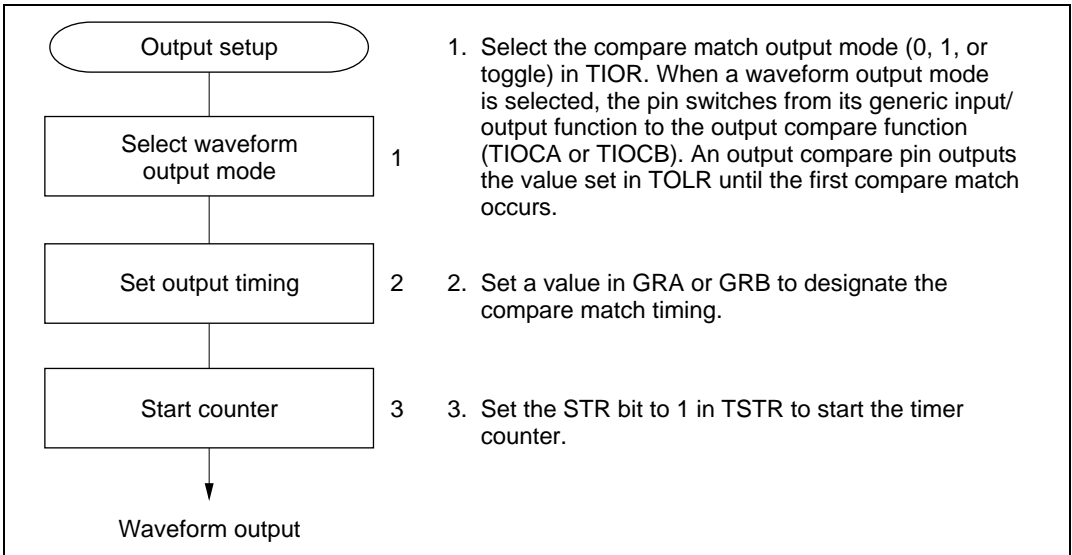 Output setup
Select waveform
output mode
1
1. Select the compare match output mode (0, 1, or
toggle) in TIOR. When a waveform output mode
is selected, the pin switches from its generic input/
output function to the output compare function
(TIOCA or TIOCB). An output compare pin outputs
the value set in TOLR until the first compare match
occurs.
Set output timing
2
2. Set a value in GRA or GRB to designate the
compare match timing.
Start counter
3
3. Set the STR bit to 1 in TSTR to start the timer
counter.
Waveform output